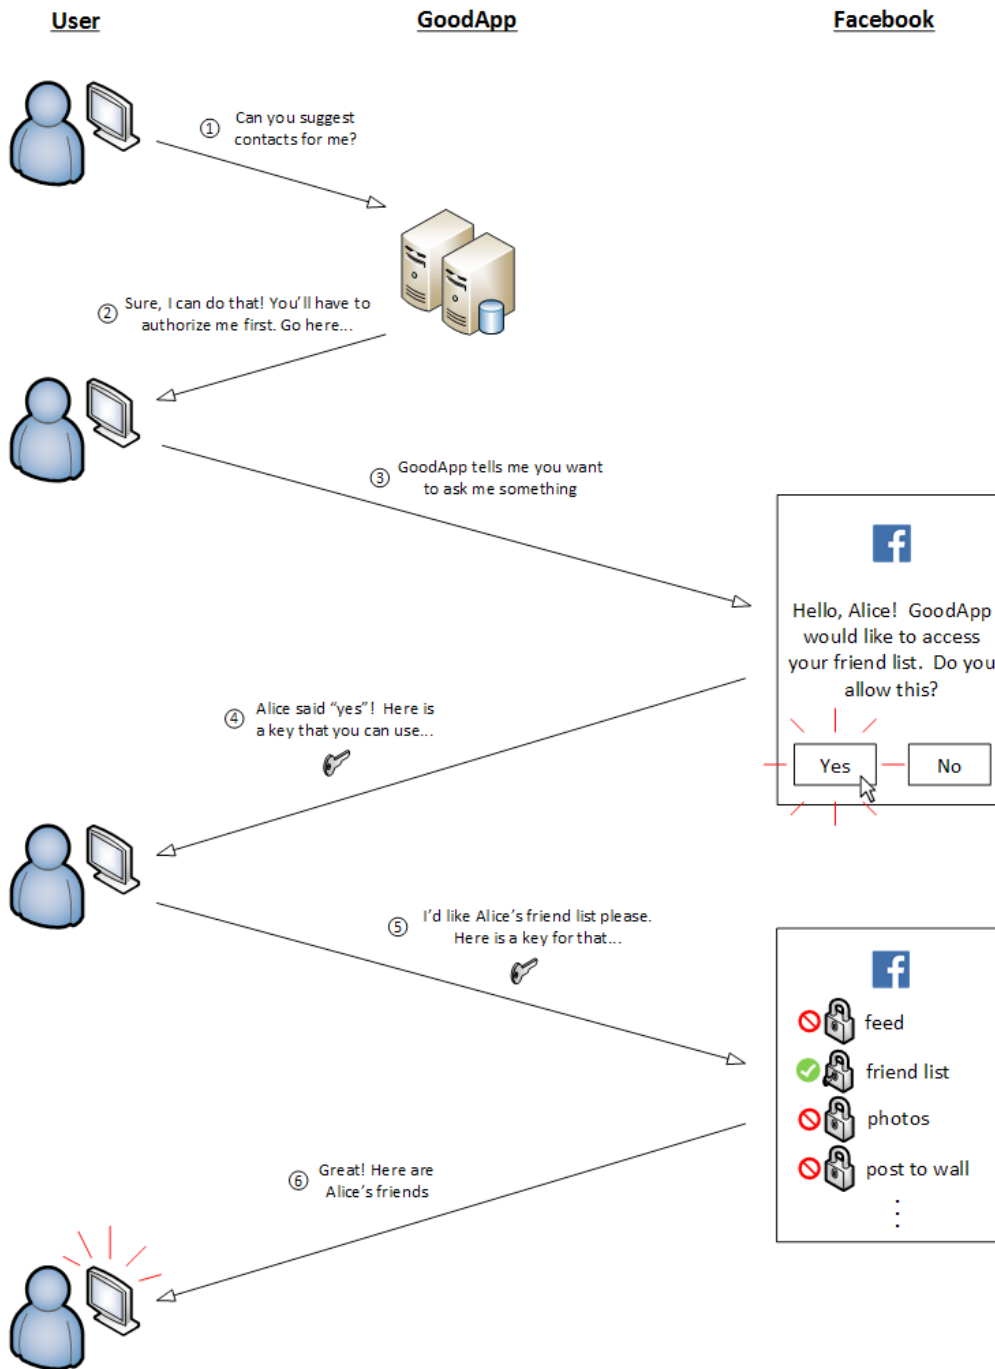 User
GoodApp
Facebook
① Can you suggest
contacts for me?
② Sure, I can do that! You'll have to
authorize me first. Go here...
③ GoodApp tells me you want
to ask me something
f
Hello, Alice! GoodApp
would like to access
your friend list. Do you
allow this?
Yes
No
④ Alice said "yes"! Here is
a key that you can use...
⑤ I'd like Alice's friend list please.
Here is a key for that...
f
feed
friend list
photos
post to wall
⑥ Great! Here are
Alice's friends